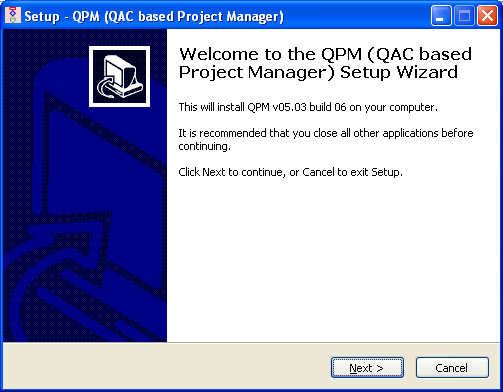 Setup - QPM (QAC based Project Manager)
Welcome to the QPM (QAC based
Project Manager) Setup Wizard
This will install QPM v05.03 build 06 on your computer.
It is recommended that you close all other applications before
continuing.
Click Next to continue, or Cancel to exit Setup.
Next >
Cancel